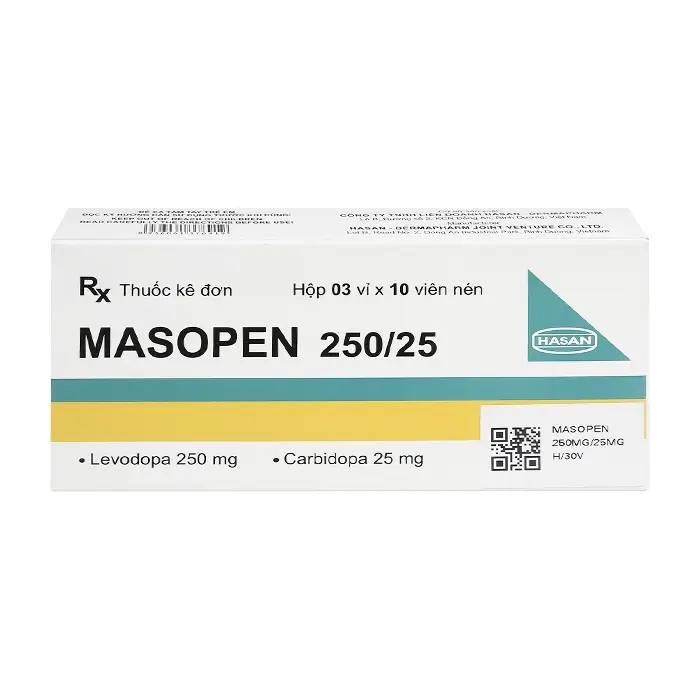 ĐỂ XA TẦM TAY TRẺ EM
ĐỌC KỸ HƯỚNG DẪN SỬ DỤNG TRƯỚC KHI DÙNG!
KEEP OUT OF REACH OF CHILDREN
READ CAREFULLY THE DIRECTIONS BEFORE USE!
CÔNG TY TNHH LIÊN DOANH HASAN - DERMAPHARM
Lô B, Đường số 2, KCN Đồng An, Bình Dương, Việt Nam
Manufacturer
HASAN - DERMAPHARM JOINT VENTURE CO., LTD.
Lot B, Road No. 2, Dong An Industrial Park, Binh Duong, Vietnam
Rx Thuốc kê đơn
Hộp 03 vỉ x 10 viên nén
MASOPEN 250/25
HASAN
• Levodopa 250 mg
• Carbidopa 25 mg
MASOPEN
250MG/25MG
H/30V